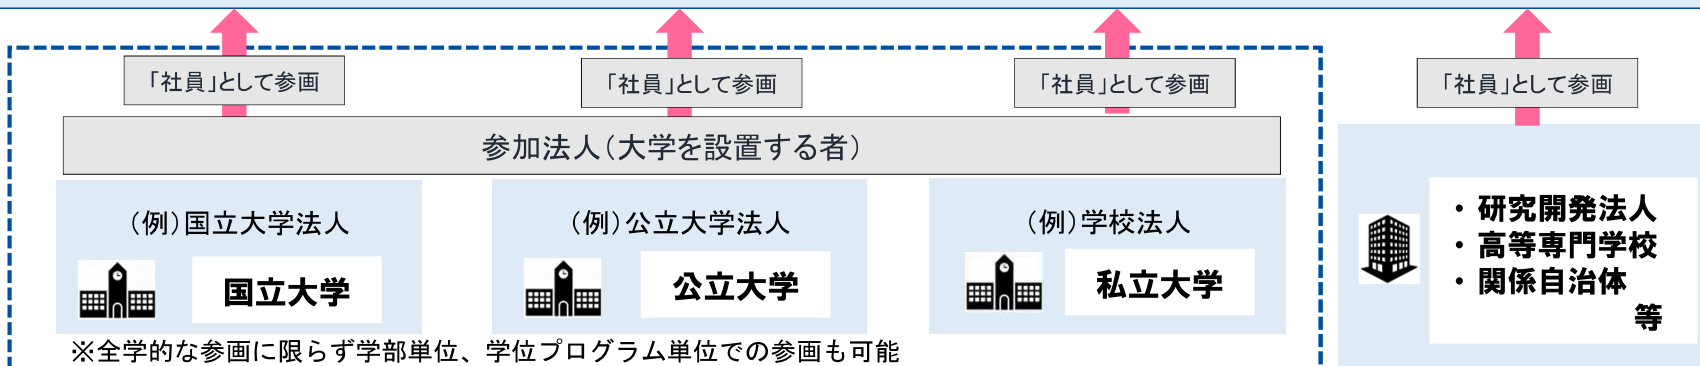 「社員」として参画
「社員」として参画
「社員」として参画
「社員」として参画
参加法人（大学を設置する者）
（例）国立大学法人
国立大学
（例）公立大学法人
公立大学
（例）学校法人
私立大学
・研究開発法人
・高等専門学校
・関係自治体
等
※全学的な参画に限らず学部単位、学位プログラム単位での参画も可能